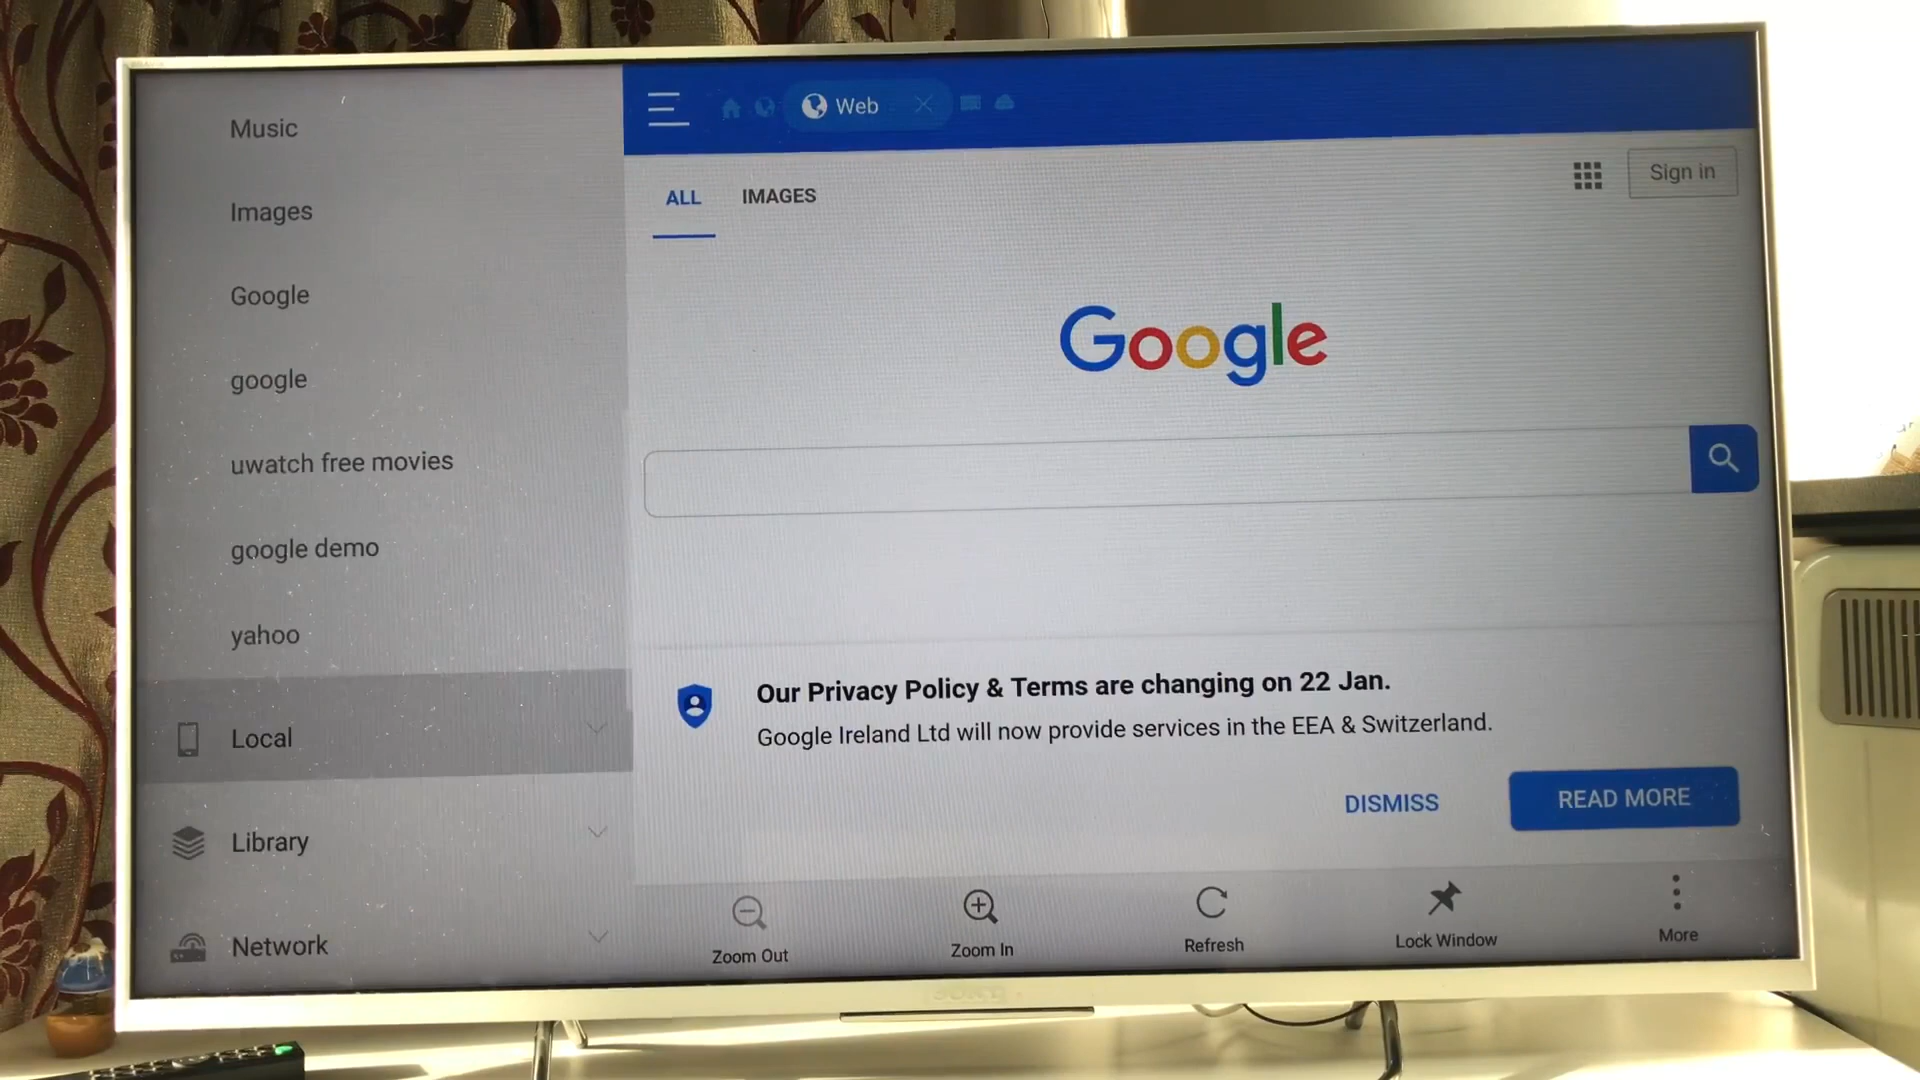 Music
Images
Google
google
uwatch free movies
google demo
yahoo
Local
Library
Network
Web
ALL
IMAGES
Sign in
Google
Our Privacy Policy & Terms are changing on 22 Jan.
Google Ireland Ltd will now provide services in the EEA & Switzerland.
DISMISS
READ MORE
Zoom Out
Zoom In
Refresh
Lock Window
More
SONY